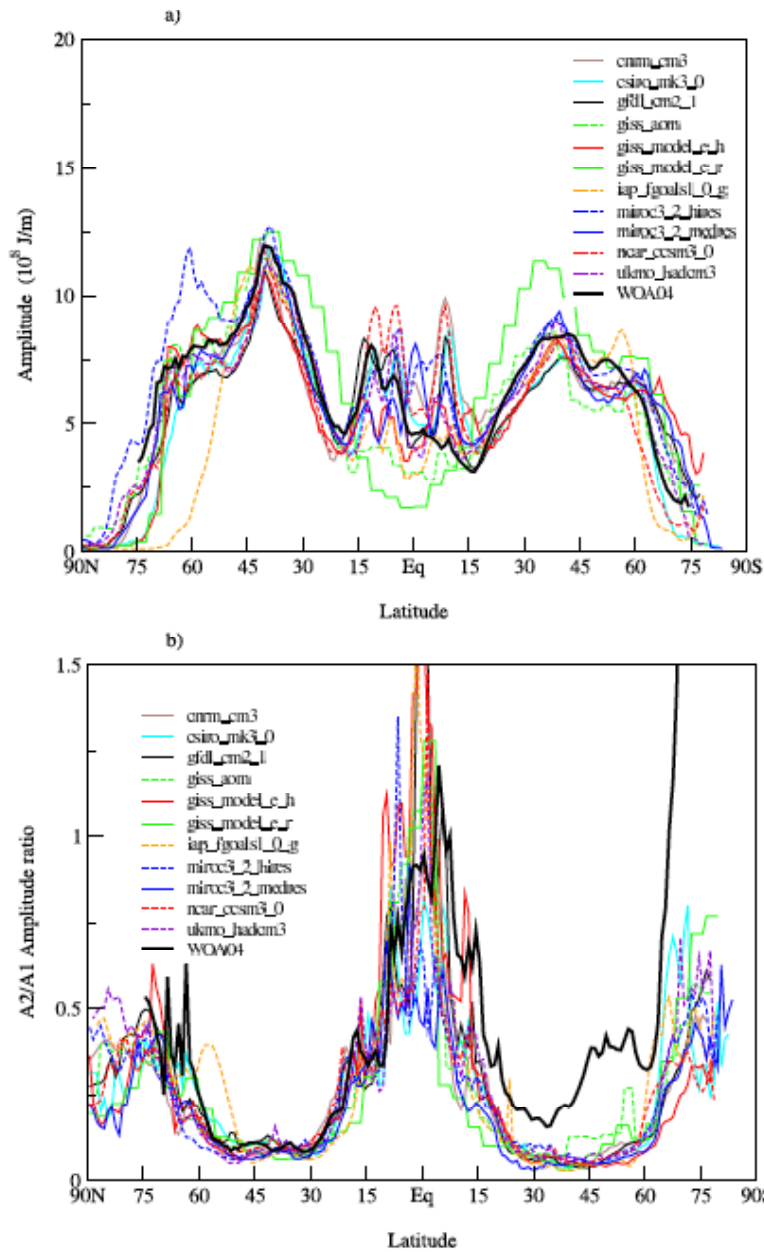 a)
20
15
10
5
0
Amplitude (10⁸ J/m)
cnrm_cm3
csiro_mk3_0
gfdl_cm2_1
giss_aom
giss_model_e_h
giss_model_e_r
iap_fgoals1_0_g
miroc3_2_hires
miroc3_2_medres
ncar_ccsm3_0
ukmo_hadcm3
WOA04
90N 75 60 45 30 15 Eq 15 30 45 60 75 90S
Latitude
b)
1.5
1
0.5
0
A2/A1 Amplitude ratio
cnrm_cm3
csiro_mk3_0
gfdl_cm2_1
giss_aom
giss_model_e_h
giss_model_e_r
iap_fgoals1_0_g
miroc3_2_hires
miroc3_2_medres
ncar_ccsm3_0
ukmo_hadcm3
WOA04
90N 75 60 45 30 15 Eq 15 30 45 60 75 90S
Latitude